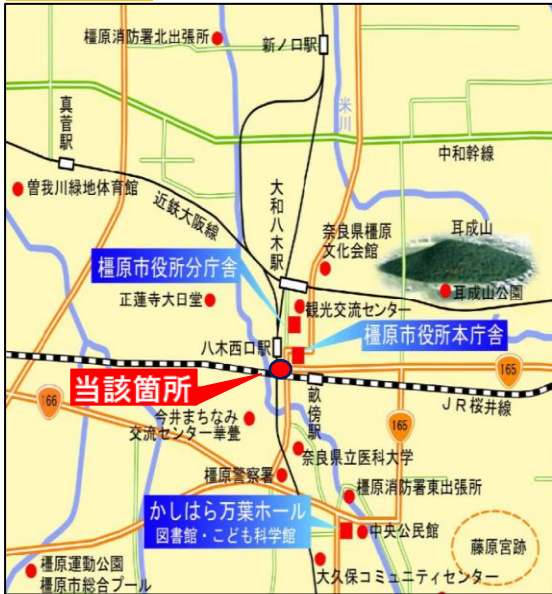 橿原消防署北出張所
新ノ口駅
米川
真菅駅
中和幹線
曽我川緑地体育館
近鉄大阪線
大和八木駅
奈良県橿原
文化会館
耳成山
橿原市役所分庁舎
耳成山公園
正蓮寺大日堂
観光交流センター
橿原市役所本庁舎
八木西口駅
当該箇所
165
JR桜井線
166
畝傍駅
165
今井まちなみ
交流センター華甍
奈良県立医科大学
橿原警察署
橿原消防署東出張所
かしはら万葉ホール
図書館・こども科学館
中央公民館
藤原宮跡
橿原運動公園
橿原市総合プール
大久保コミュニティセンター